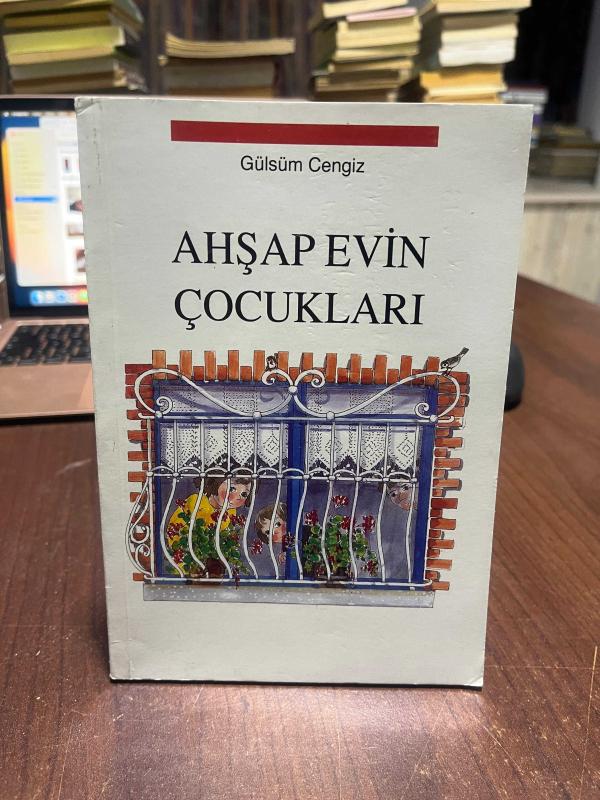 Gülsüm Cengiz
AHŞAP EVİN
ÇOCUKLARI